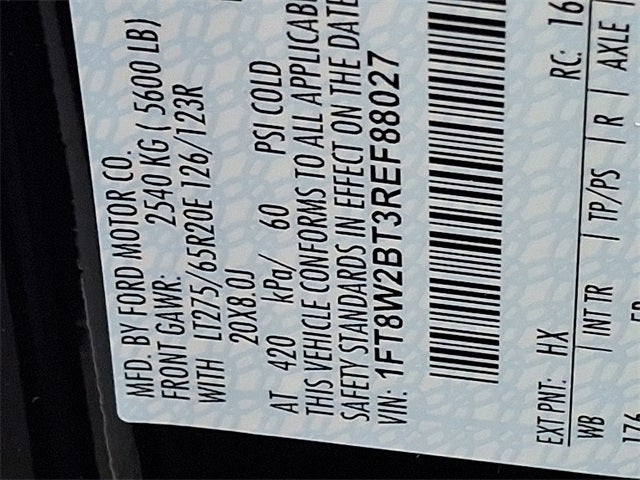 MFD. BY FORD MOTOR CO.
FRONT GAWR: 2540 KG ( 5600 LB)
WITH LT275/65R20E 126/123R
20X8.0J
AT 420 kPa/ 60 PSI COLD
THIS VEHICLE CONFORMS TO ALL
SAFETY STANDARDS IN EFFECT ON THE DATE
VIN: 1FT8W2BT3REF88027
EXT PNT: HX RC: 16
WB | INT TR | TP/PS | R | AXLE
176